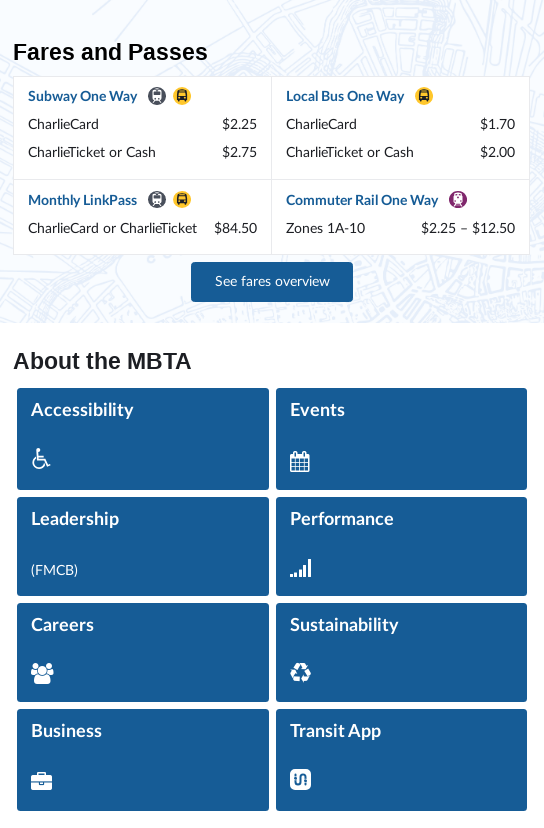 Fares and Passes
Subway One Way
CharlieCard $2.25
CharlieTicket or Cash $2.75
Local Bus One Way
CharlieCard $1.70
CharlieTicket or Cash $2.00
Monthly LinkPass
CharlieCard or CharlieTicket $84.50
Commuter Rail One Way
Zones 1A-10 $2.25 – $12.50
See fares overview
About the MBTA
Accessibility
Events
Leadership
(FMCB)
Performance
Careers
Sustainability
Business
Transit App